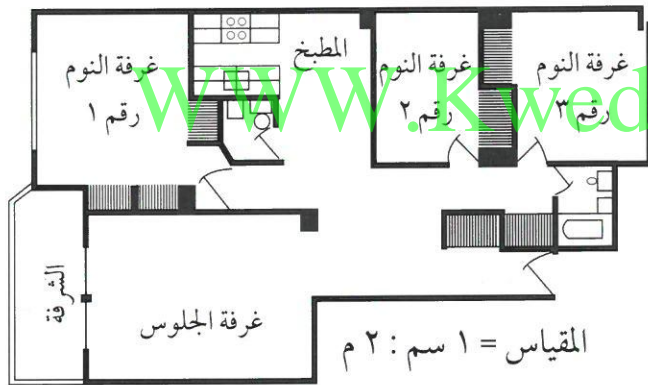 المطبخ
غرفة النوم
رقم ٣
غرفة النوم
رقم ٢
غرفة النوم
رقم ١
WWW.Kwed
الشرفة
غرفة الجلوس
المقياس = ١ سم : ٢ م